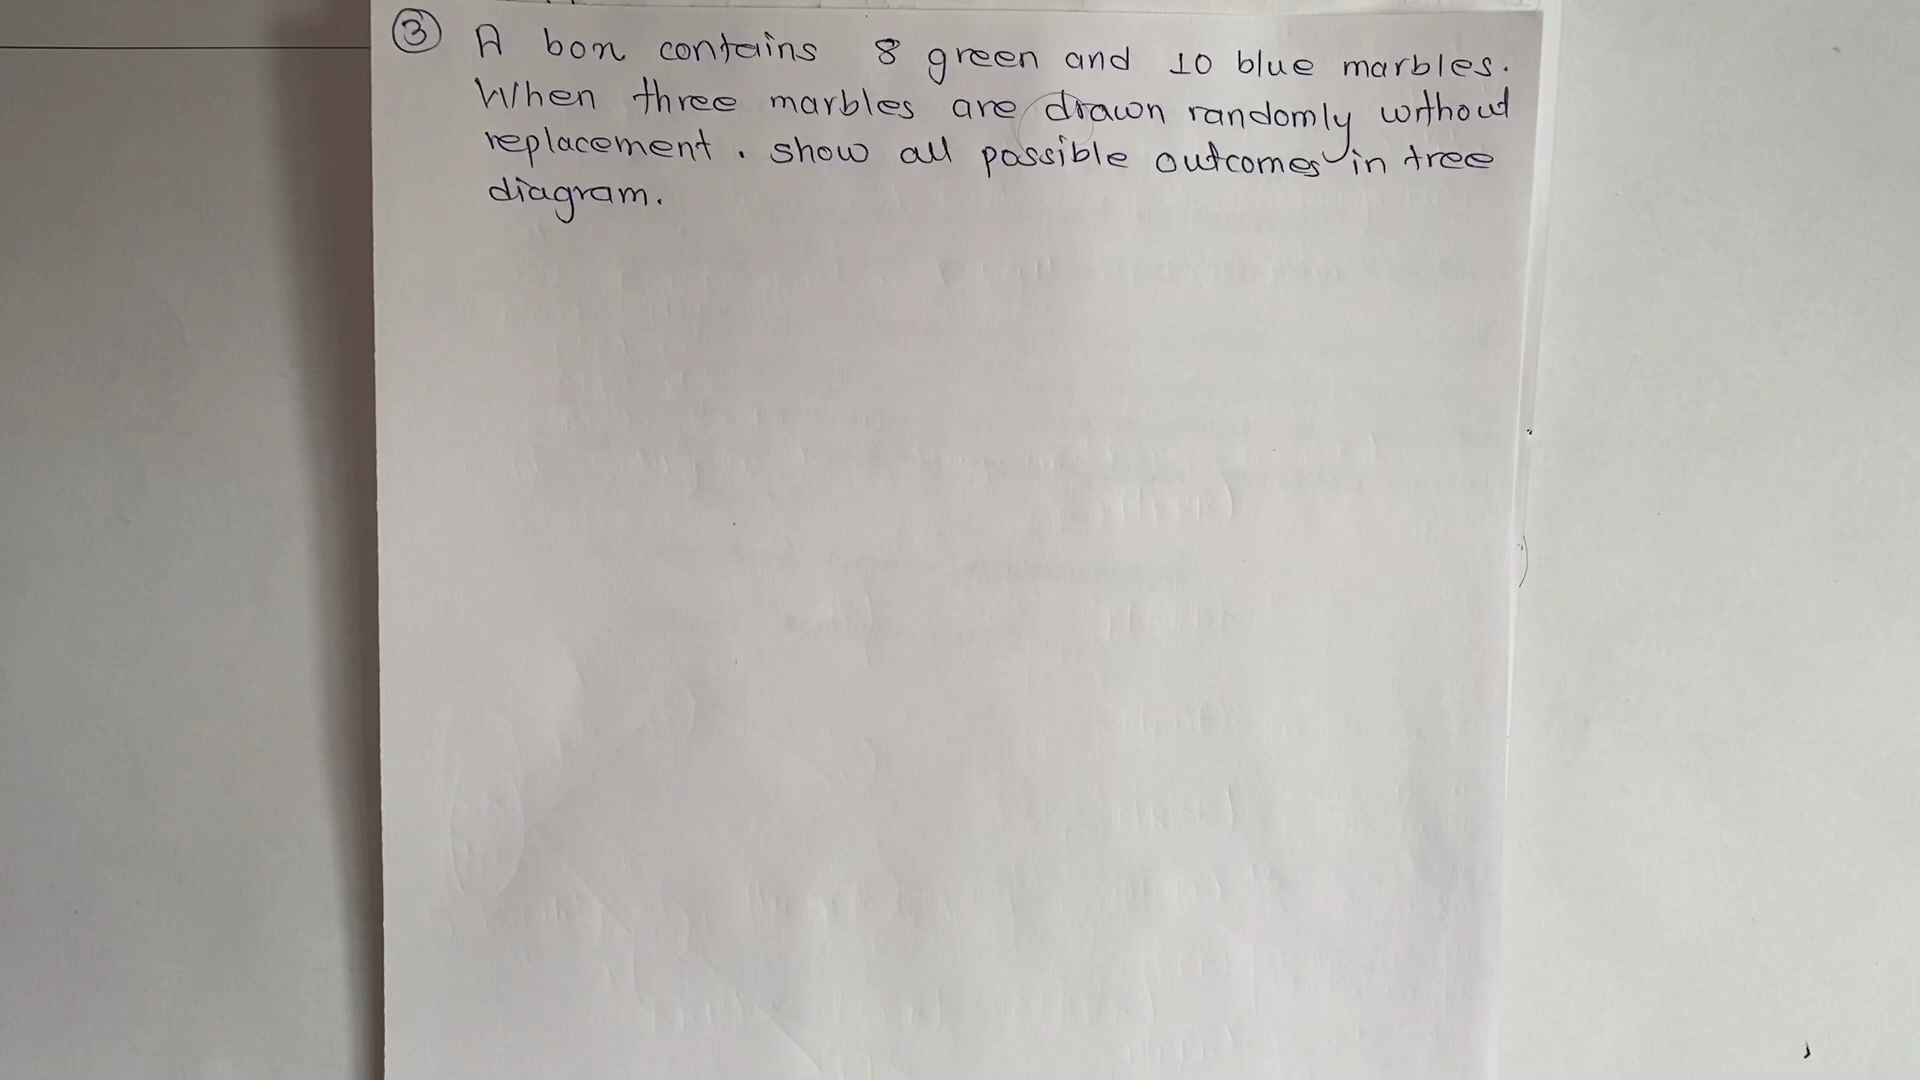 ③ A box contains 8 green and 10 blue marbles.
When three marbles are drawn randomly without
replacement. show all possible outcomes in tree
diagram.